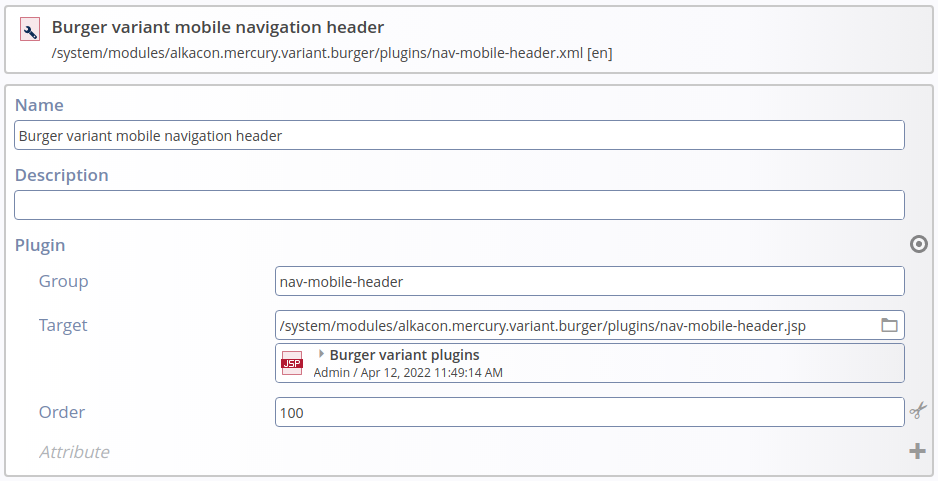 Burger variant mobile navigation header
/system/modules/alkacon.mercury.variant.burger/plugins/nav-mobile-header.xml [en]
Name
Burger variant mobile navigation header
Description
Plugin
Group
nav-mobile-header
Target
/system/modules/alkacon.mercury.variant.burger/plugins/nav-mobile-header.jsp
JSP
Burger variant plugins
Admin / Apr 12, 2022 11:49:14 AM
Order
100
Attribute